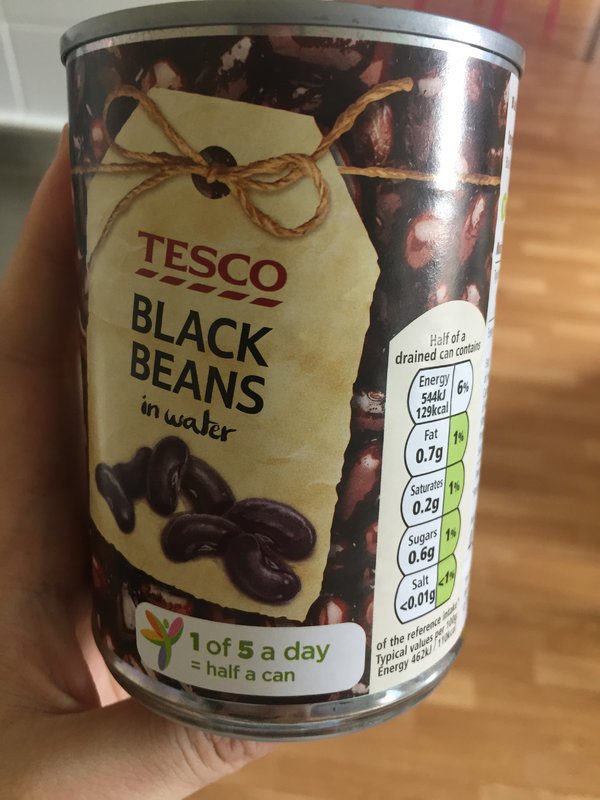 TESCO
BLACK
BEANS
in water
1 of 5 a day
= half a can
Half of a
drained can contains
Energy
544kJ
129kcal
6%
Fat
0.7g
1%
Saturates
0.2g
1%
Sugars
0.6g
1%
Salt
<0.01g
<1%
of the reference intake*
Typical values per 100g
Energy 462kJ / 110kcal